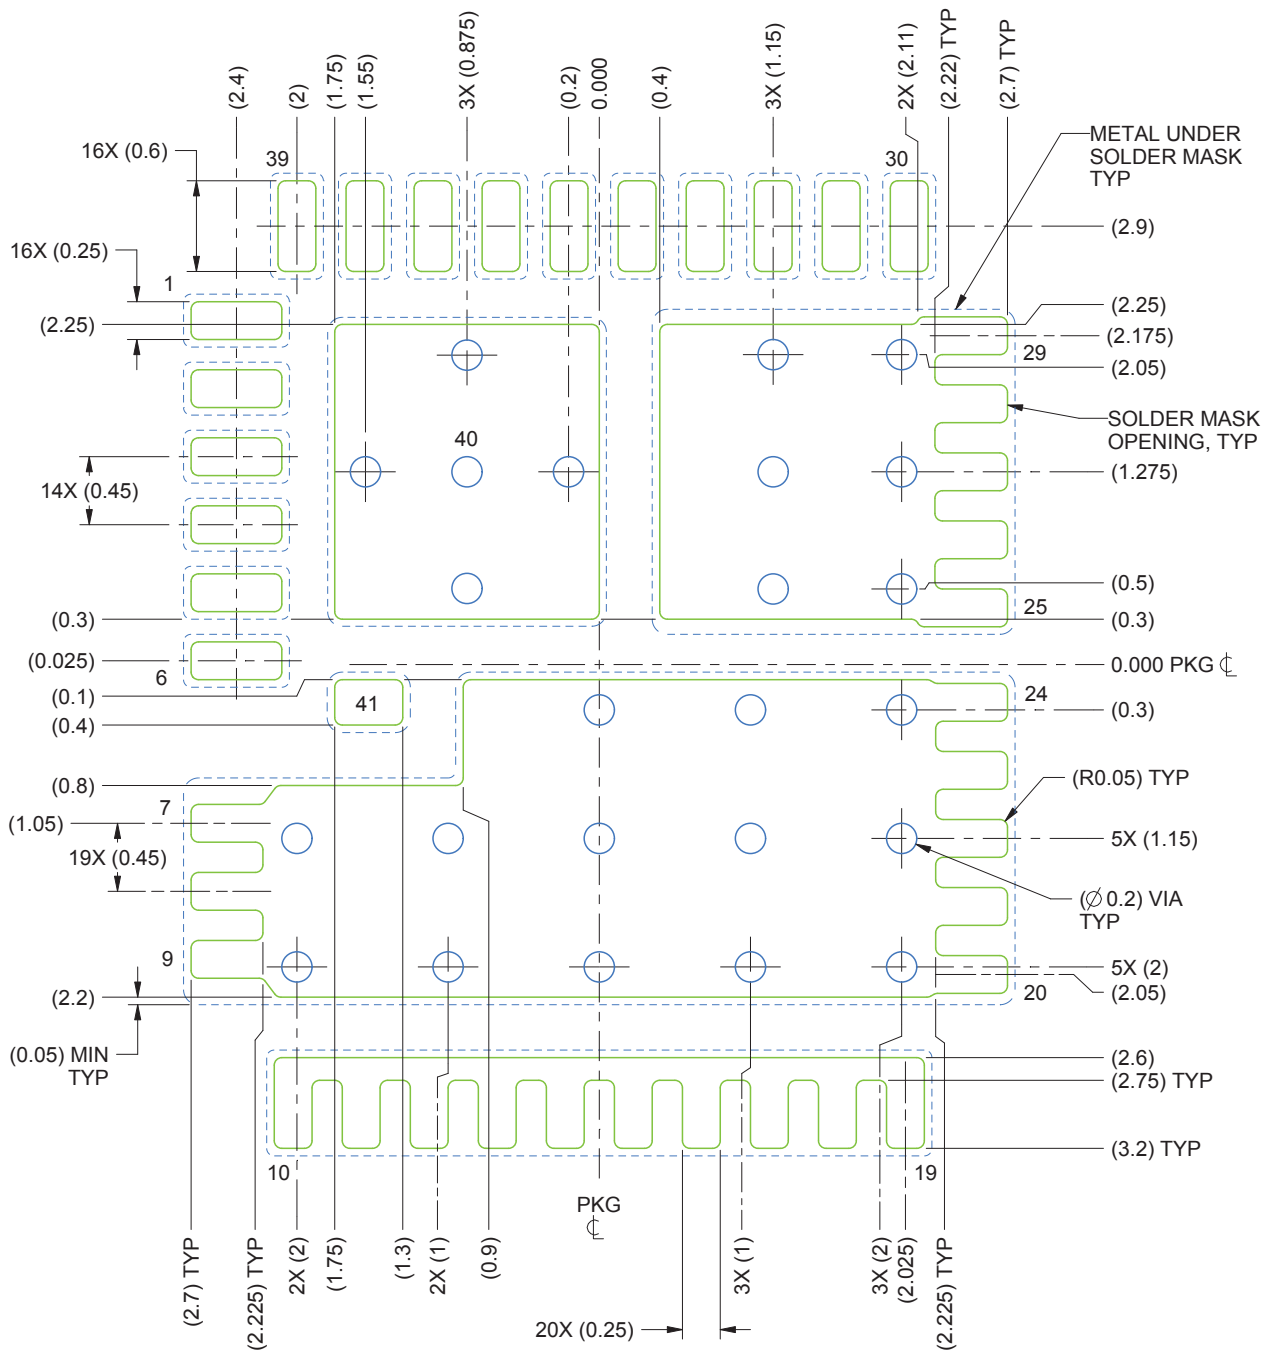 (2.4)
(2)
(1.75)
(1.55)
3X (0.875)
(0.2)
0.000
(0.4)
3X (1.15)
2X (2.11)
(2.22) TYP
(2.7) TYP
METAL UNDER
SOLDER MASK
TYP
16X (0.6)
39
30
(2.9)
16X (0.25)
1
(2.25)
(2.25)
(2.175)
29
(2.05)
SOLDER MASK
OPENING, TYP
40
(1.275)
14X (0.45)
(0.5)
25
(0.3)
(0.3)
(0.025)
0.000 PKG ℄
6
(0.1)
41
24
(0.3)
(0.4)
(R0.05) TYP
(0.8)
7
(1.05)
5X (1.15)
19X (0.45)
(∅ 0.2) VIA
TYP
9
5X (2)
20
(2.05)
(2.2)
(0.05) MIN
TYP
(2.6)
(2.75) TYP
(3.2) TYP
10
19
PKG
℄
(2.7) TYP
(2.225) TYP
2X (2)
(1.75)
(1.3)
2X (1)
(0.9)
3X (1)
3X (2)
(2.025)
(2.225) TYP
20X (0.25)